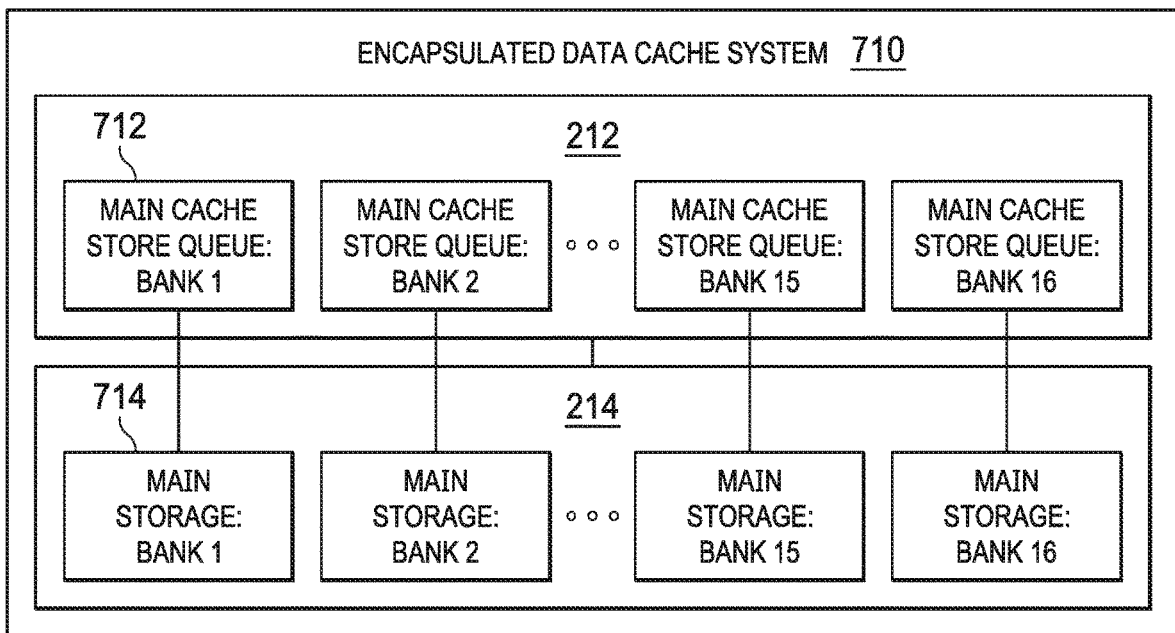 ENCAPSULATED DATA CACHE SYSTEM 710
712
212
MAIN CACHE
STORE QUEUE:
BANK 1
MAIN CACHE
STORE QUEUE:
BANK 2
MAIN CACHE
STORE QUEUE:
BANK 15
MAIN CACHE
STORE QUEUE:
BANK 16
714
214
MAIN
STORAGE:
BANK 1
MAIN
STORAGE:
BANK 2
MAIN
STORAGE:
BANK 15
MAIN
STORAGE:
BANK 16